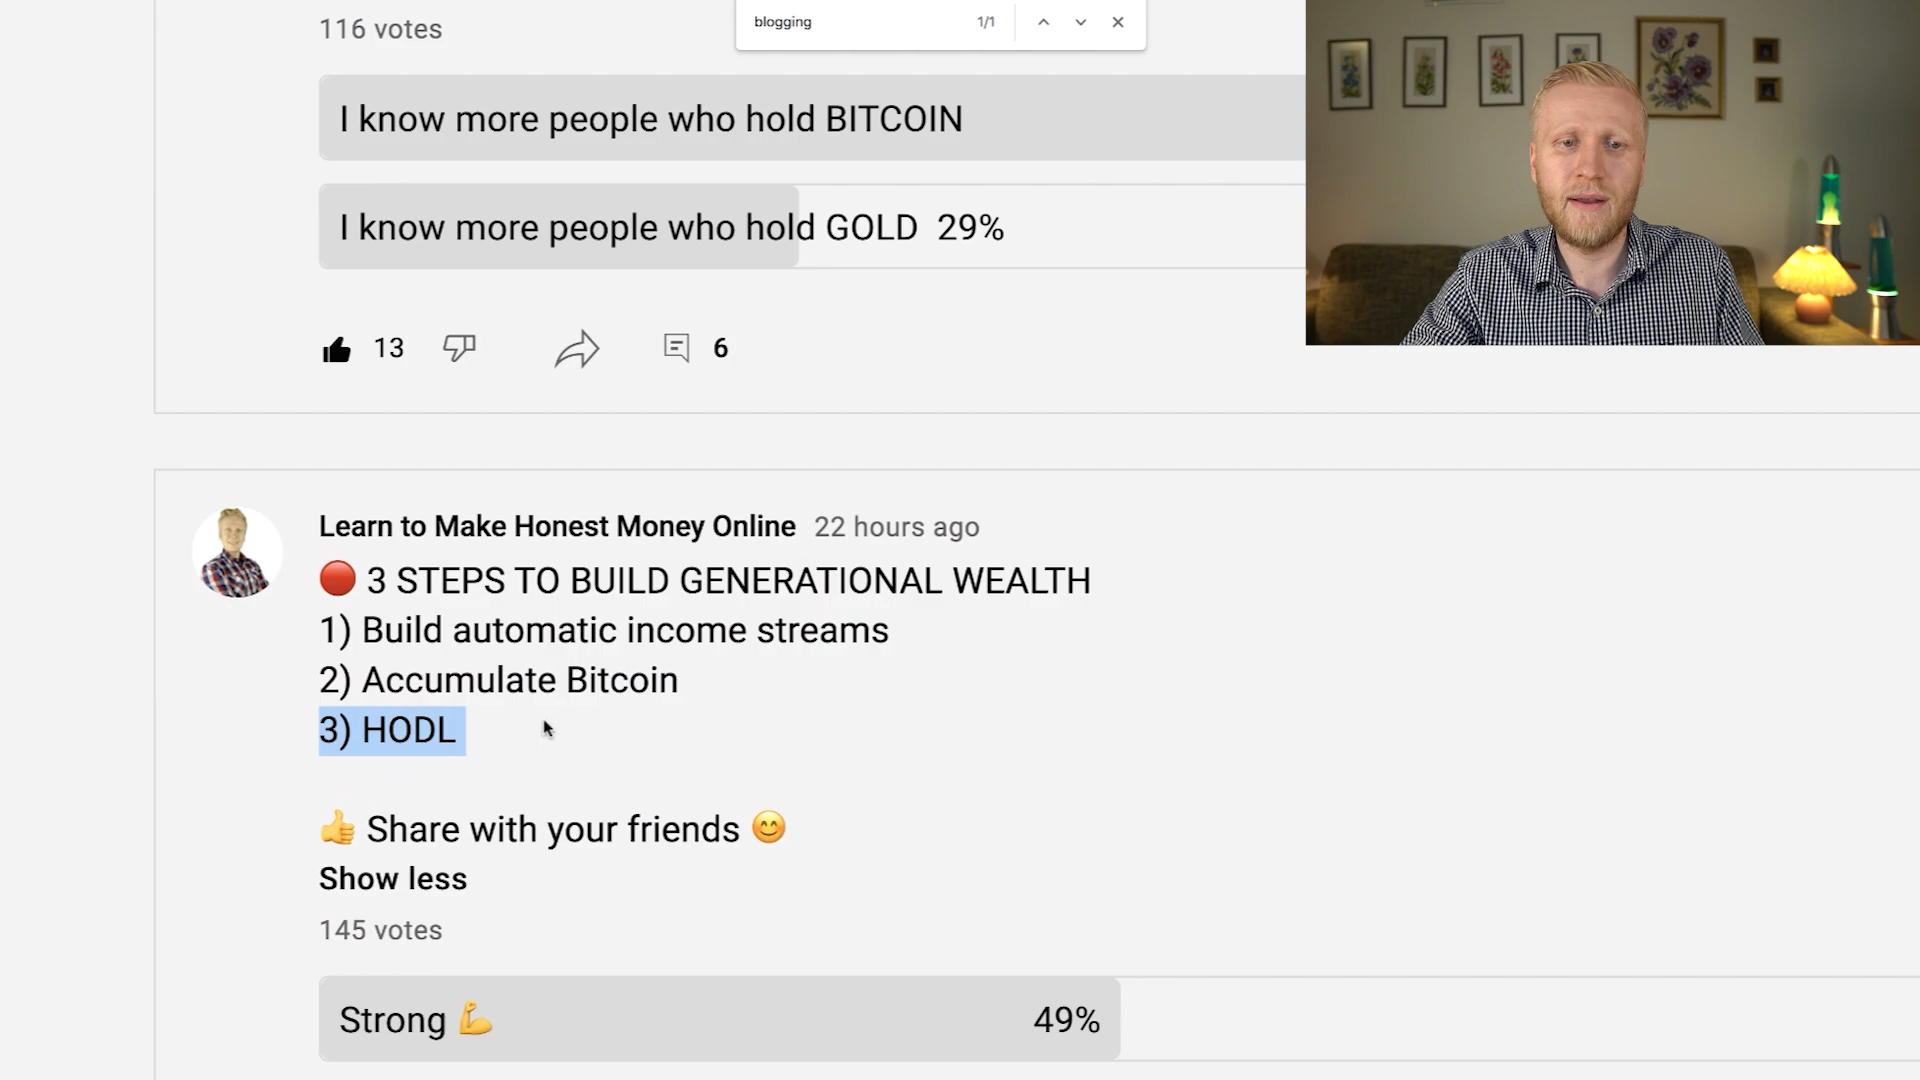 116 votes
blogging 1/1
I know more people who hold BITCOIN
I know more people who hold GOLD 29%
13 6
Learn to Make Honest Money Online 22 hours ago
🔴 3 STEPS TO BUILD GENERATIONAL WEALTH
1) Build automatic income streams
2) Accumulate Bitcoin
3) HODL
👍 Share with your friends 😊
Show less
145 votes
Strong 💪 49%